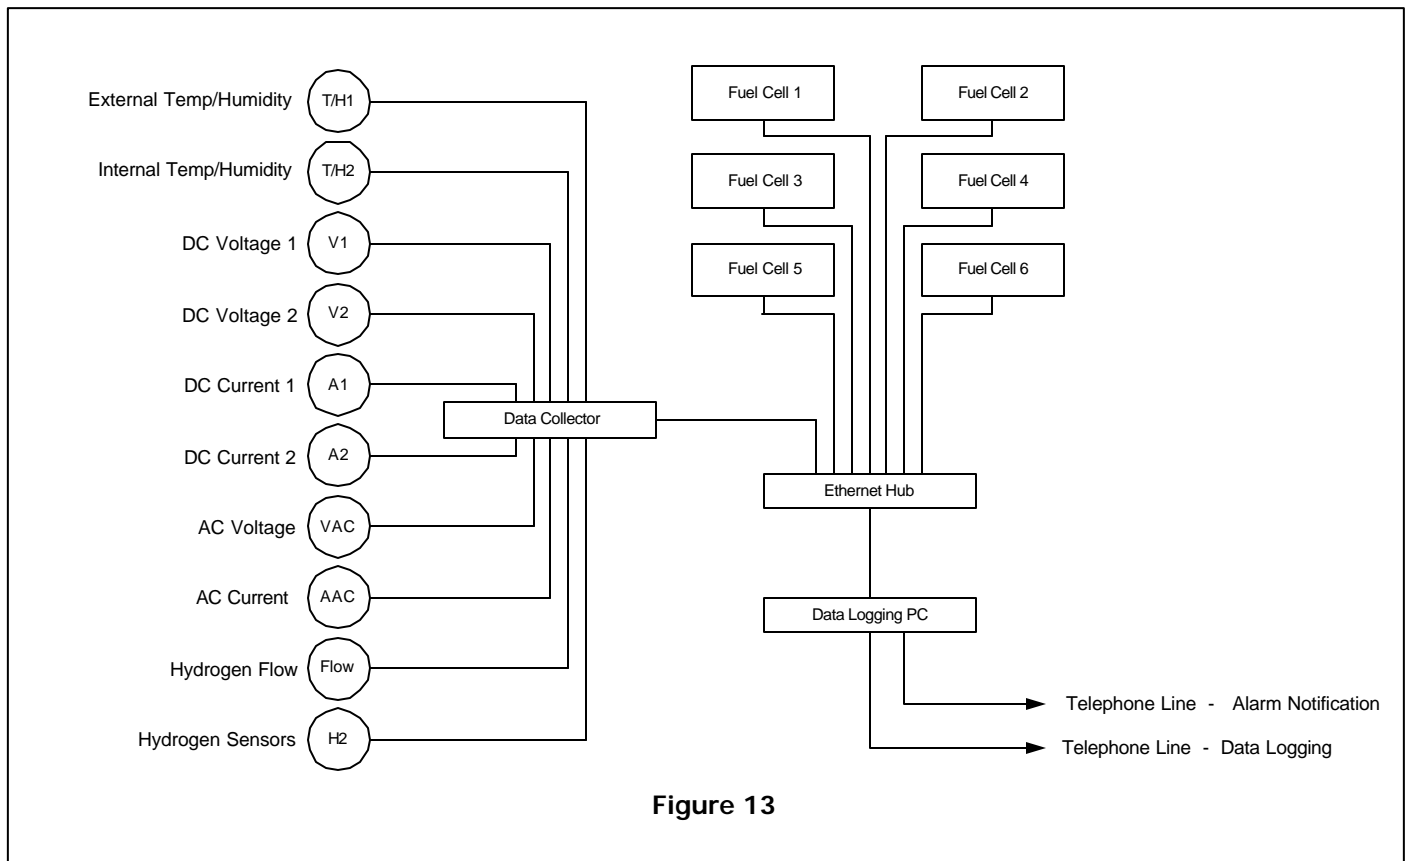 External Temp/Humidity T/H1
Internal Temp/Humidity T/H2
DC Voltage 1 V1
DC Voltage 2 V2
DC Current 1 A1
DC Current 2 A2
AC Voltage VAC
AC Current AAC
Hydrogen Flow Flow
Hydrogen Sensors H2
Data Collector
Fuel Cell 1
Fuel Cell 2
Fuel Cell 3
Fuel Cell 4
Fuel Cell 5
Fuel Cell 6
Ethernet Hub
Data Logging PC
Telephone Line - Alarm Notification
Telephone Line - Data Logging
Figure 13